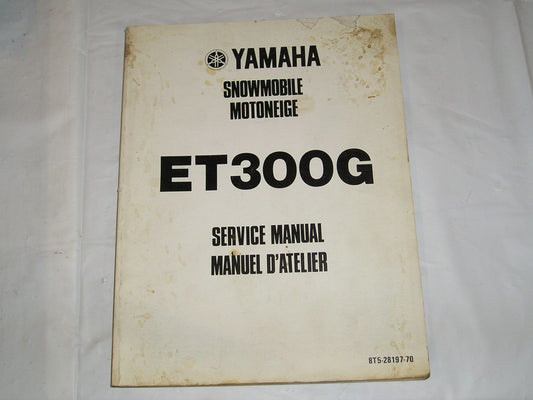 YAMAHA
SNOWMOBILE
MOTONEIGE
ET300G
SERVICE MANUAL
MANUEL D'ATELIER
8T5-28197-70